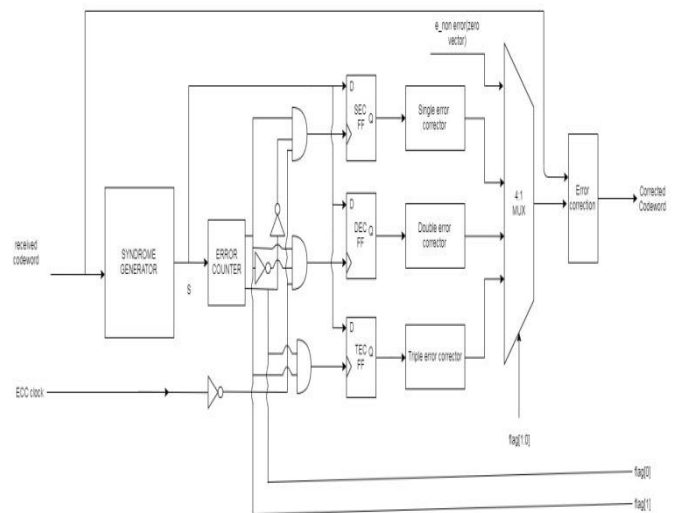 e_non error(zero
vector)
D
SEC
FF
Q
Single error
corrector
SYNDROME
GENERATOR
ERROR
COUNTER
received
codeword
S
D
DEC
FF
Q
Double error
corrector
4:1
MUX
Error
correction
Corrected
Codeword
D
TEC
FF
Q
Triple error corrector
ECC clock
flag[1:0]
flag[0]
flag[1]